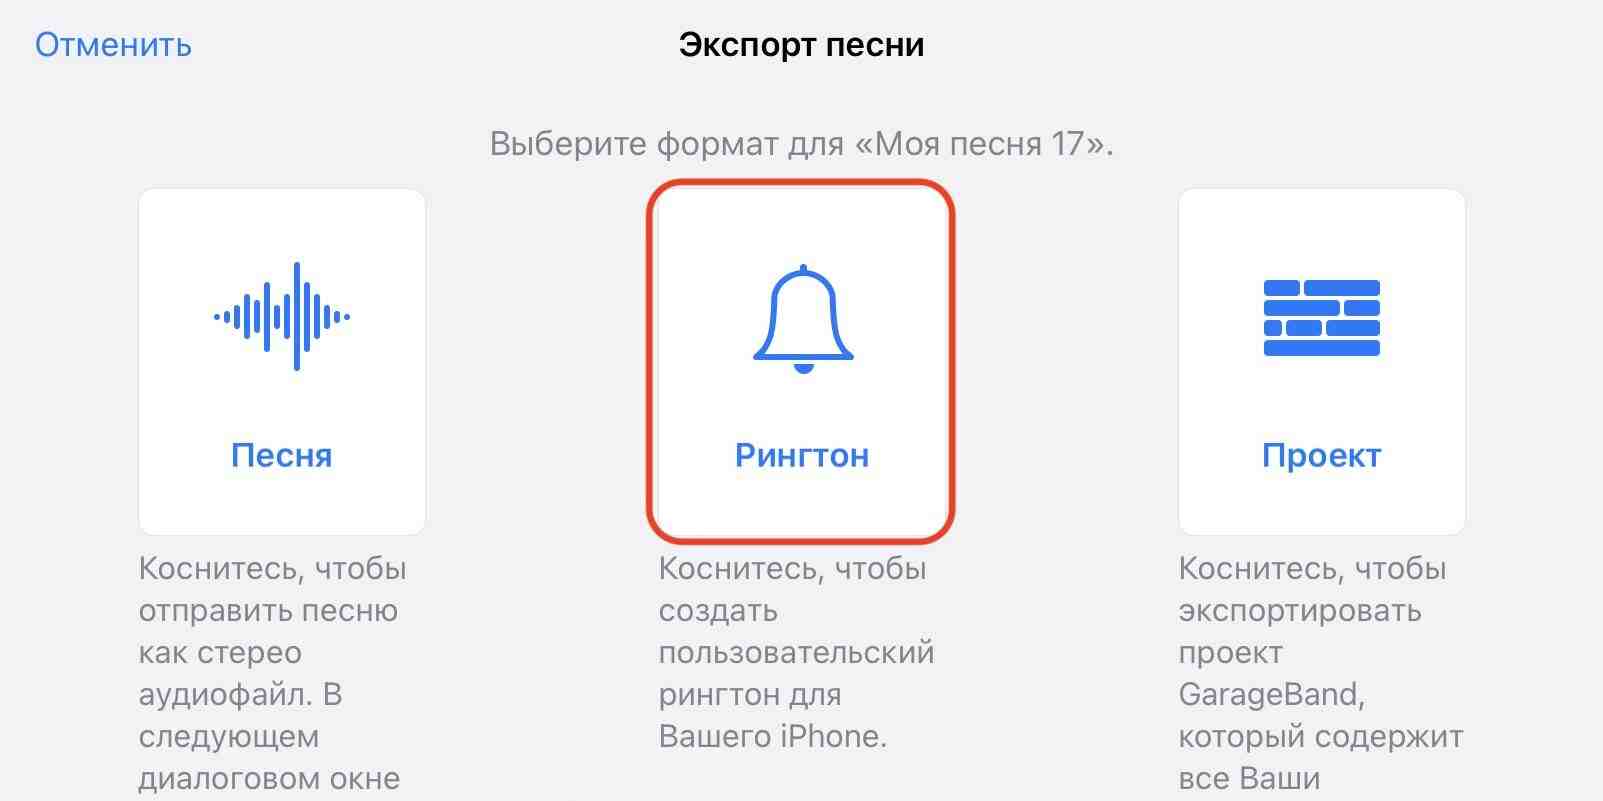 Отменить
Экспорт песни
Выберите формат для «Моя песня 17».
Песня
Коснитесь, чтобы
отправить песню
как стерео
аудиофайл. В
следующем
диалоговом окне
Рингтон
Коснитесь, чтобы
создать
пользовательский
рингтон для
Вашего iPhone.
Проект
Коснитесь, чтобы
экспортировать
проект
GarageBand,
который содержит
все Ваши